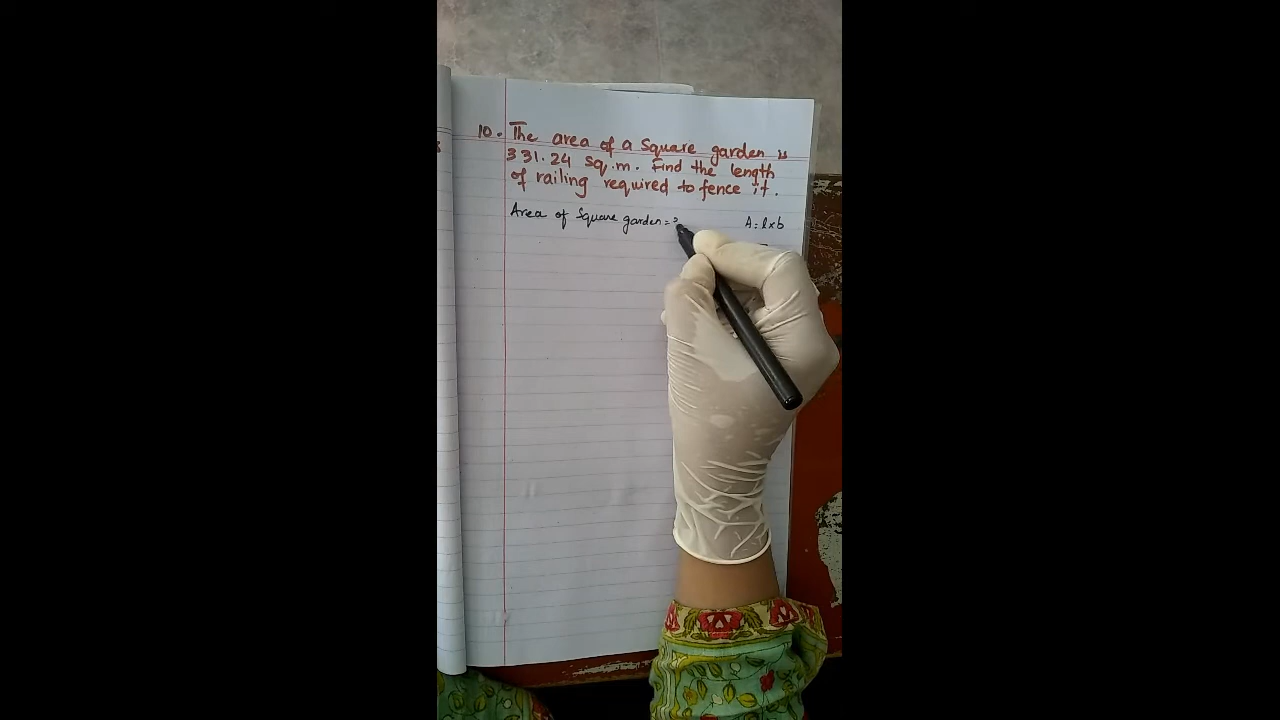 10. The area of a Square garden is
331.24 sq.m. Find the length
of railing required to fence it.
Area of Square garden = A = l×b